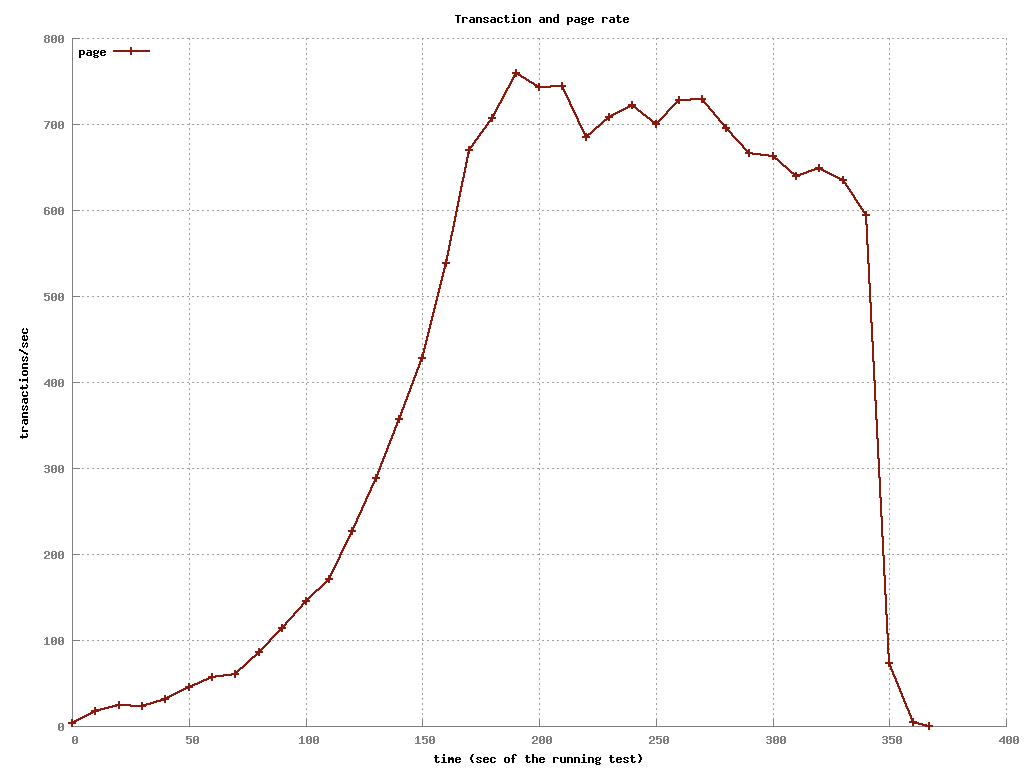 Transaction and page rate
800
page
700
600
500
400
300
200
100
0
transactions/sec
0 50 100 150 200 250 300 350 400
time (sec of the running test)